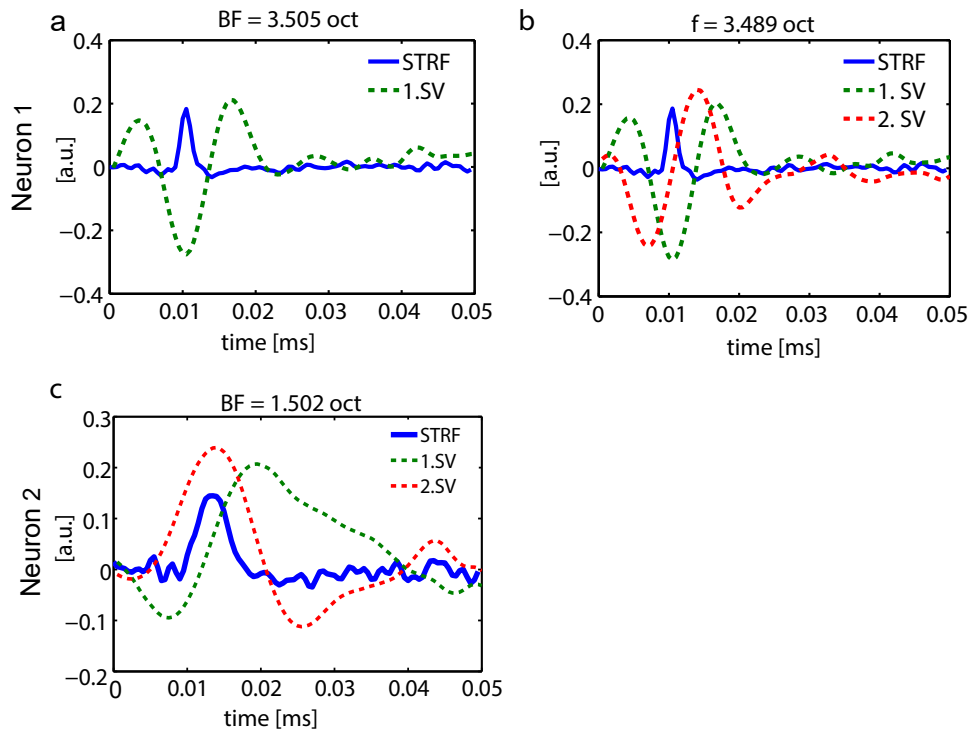 a
BF = 3.505 oct
Neuron 1
[a.u.]
0.4
0.2
0
−0.2
−0.4
STRF
1.SV
0 0.01 0.02 0.03 0.04 0.05
time [ms]
b
f = 3.489 oct
[a.u.]
0.4
0.2
0
−0.2
−0.4
STRF
1. SV
2. SV
0 0.01 0.02 0.03 0.04 0.05
time [ms]
c
BF = 1.502 oct
Neuron 2
[a.u.]
0.3
0.2
0.1
0
−0.1
−0.2
STRF
1.SV
2.SV
0 0.01 0.02 0.03 0.04 0.05
time [ms]